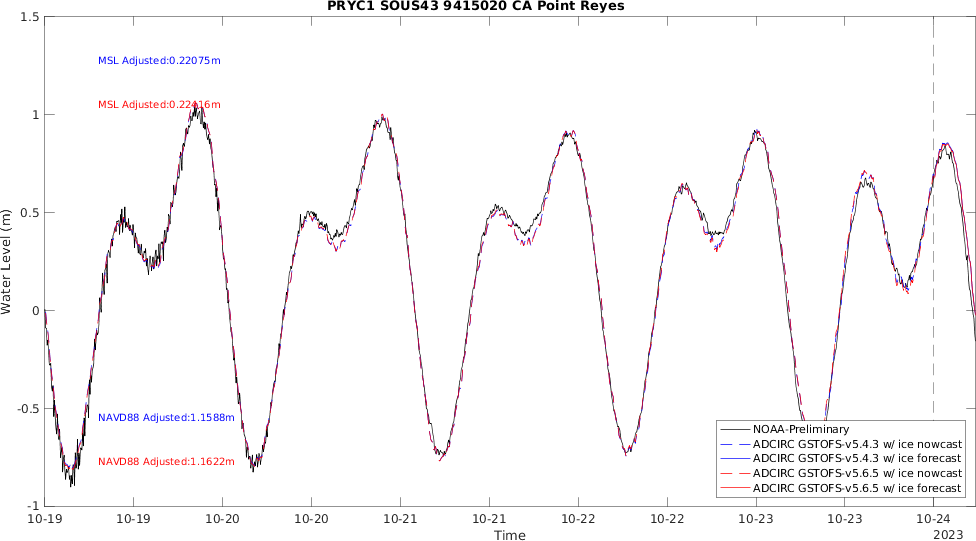 PRYC1 SOUS43 9415020 CA Point Reyes
1.5
MSL Adjusted:0.22075m
MSL Adjusted:0.22416m
1
0.5
Water Level (m)
0
-0.5
NAVD88 Adjusted:1.1588m
NAVD88 Adjusted:1.1622m
-1
NOAA-Preliminary
ADCIRC GSTOFS-v5.4.3 w/ ice nowcast
ADCIRC GSTOFS-v5.4.3 w/ ice forecast
ADCIRC GSTOFS-v5.6.5 w/ ice nowcast
ADCIRC GSTOFS-v5.6.5 w/ ice forecast
10-19 10-19 10-20 10-20 10-21 10-21 10-22 10-22 10-23 10-23 10-24
Time
2023